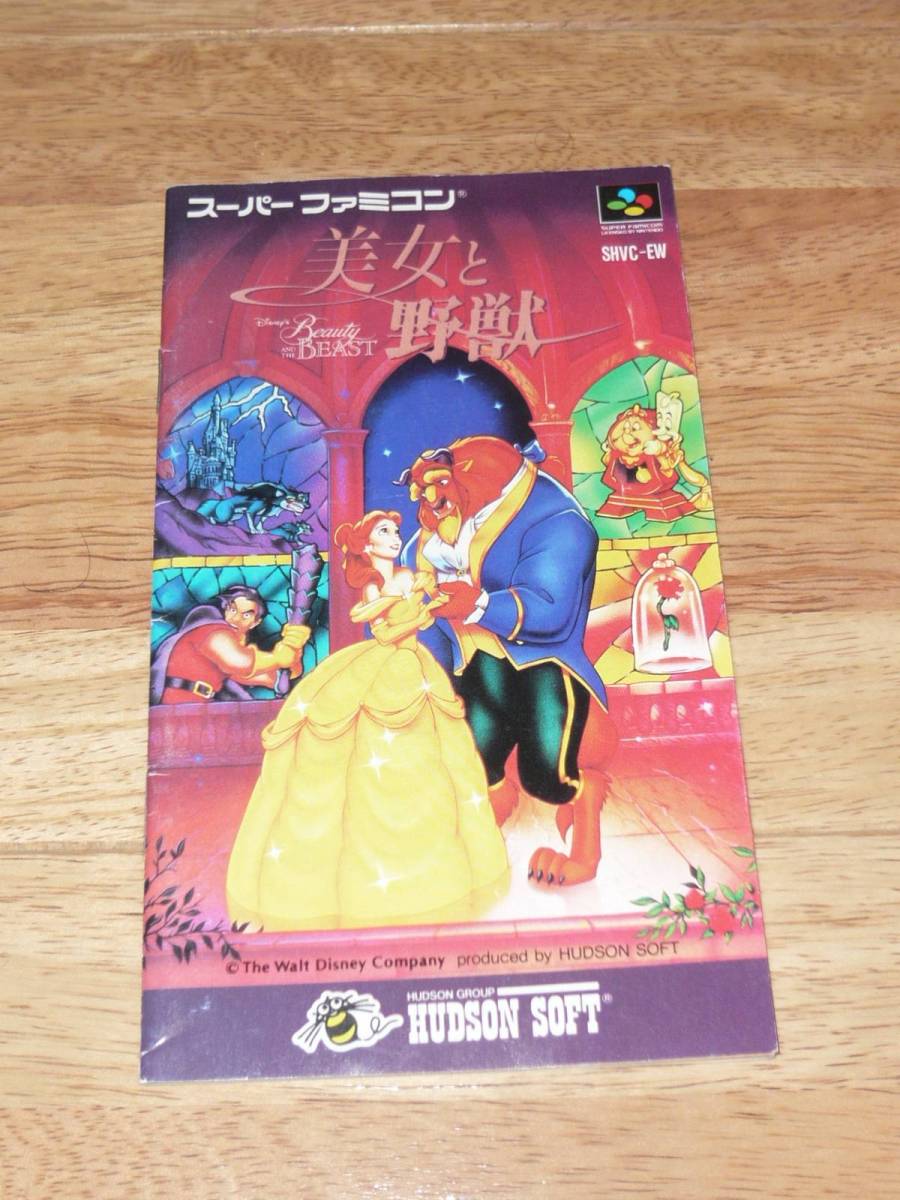 スーパーファミコン®
SUPER FAMICOM
LICENSED BY NINTENDO
SHVC-EW
美女と
野獣
Disney's
Beauty
AND THE BEAST
© The Walt Disney Company produced by HUDSON SOFT
HUDSON GROUP
HUDSON SOFT®